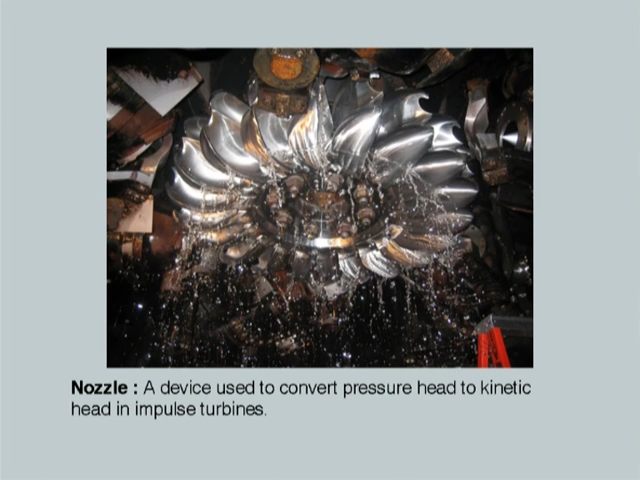 Nozzle : A device used to convert pressure head to kinetic
head in impulse turbines.